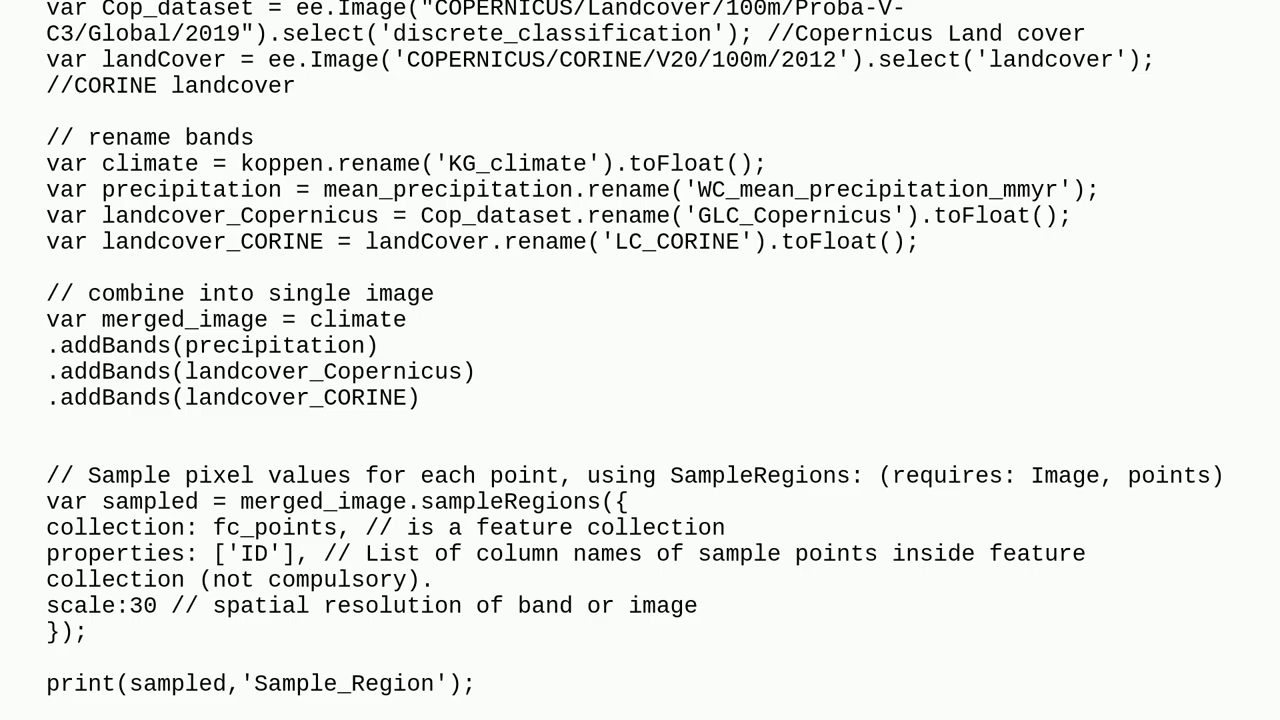 var Cop_dataset = ee.Image("COPERNICUS/Landcover/100m/Proba-V-
C3/Global/2019").select('discrete_classification'); //Copernicus Land cover
var landCover = ee.Image('COPERNICUS/CORINE/V20/100m/2012').select('landcover');
//CORINE landcover
// rename bands
var climate = koppen.rename('KG_climate').toFloat();
var precipitation = mean_precipitation.rename('WC_mean_precipitation_mmyr');
var landcover_Copernicus = Cop_dataset.rename('GLC_Copernicus').toFloat();
var landcover_CORINE = landCover.rename('LC_CORINE').toFloat();
// combine into single image
var merged_image = climate
.addBands(precipitation)
.addBands(landcover_Copernicus)
.addBands(landcover_CORINE)
// Sample pixel values for each point, using SampleRegions: (requires: Image, points)
var sampled = merged_image.sampleRegions({
collection: fc_points, // is a feature collection
properties: ['ID'], // List of column names of sample points inside feature
collection (not compulsory).
scale:30 // spatial resolution of band or image
});
print(sampled,'Sample_Region');